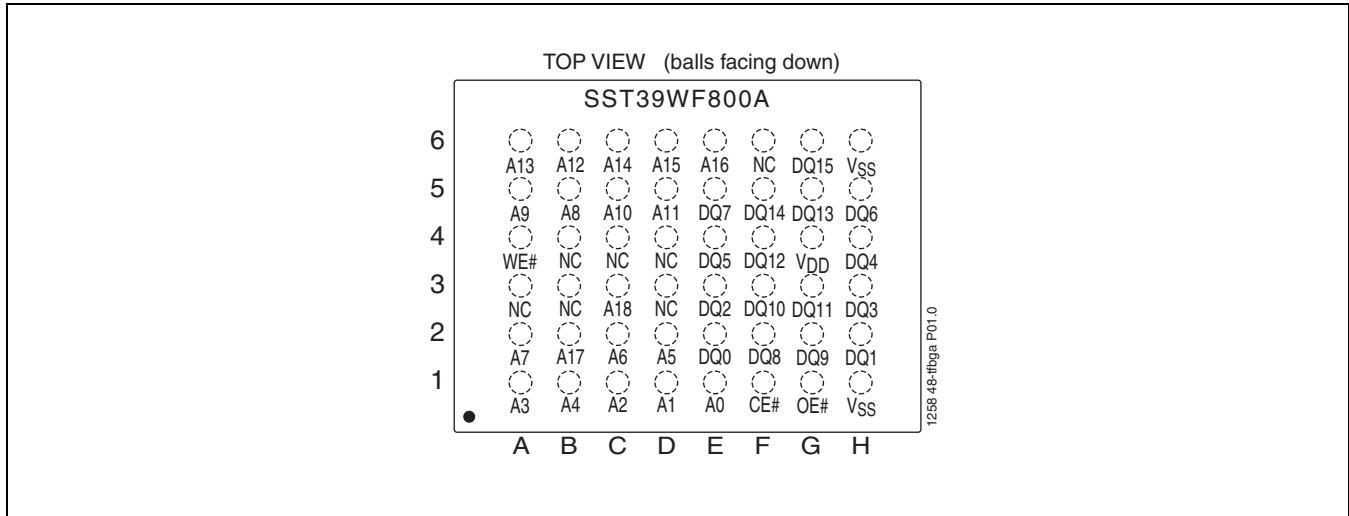 TOP VIEW (balls facing down)
SST39WF800A
6
A13 A12 A14 A15 A16 NC DQ15 VSS
5
A9 A8 A10 A11 DQ7 DQ14 DQ13 DQ6
4
WE# NC NC NC DQ5 DQ12 VDD DQ4
3
NC NC A18 NC DQ2 DQ10 DQ11 DQ3
2
A7 A17 A6 A5 DQ0 DQ8 DQ9 DQ1
1
A3 A4 A2 A1 A0 CE# OE# VSS
A B C D E F G H
1258 48-tfbga P01.0